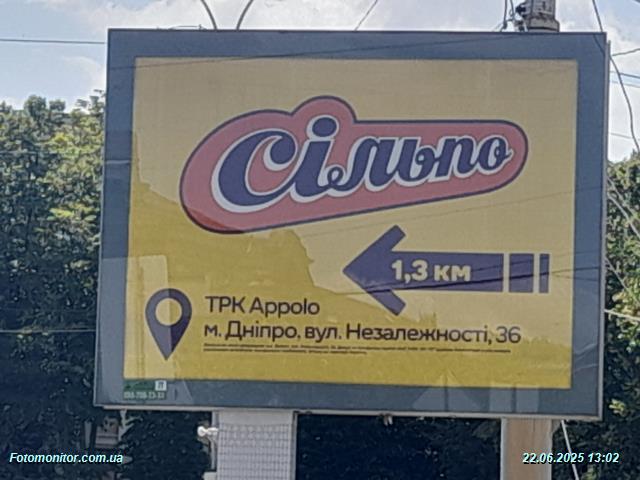 Сільпо
1,3 км
ТРК Appolo
м. Дніпро, вул. Незалежності, 36
Fotomonitor.com.ua
22.06.2025 13:02